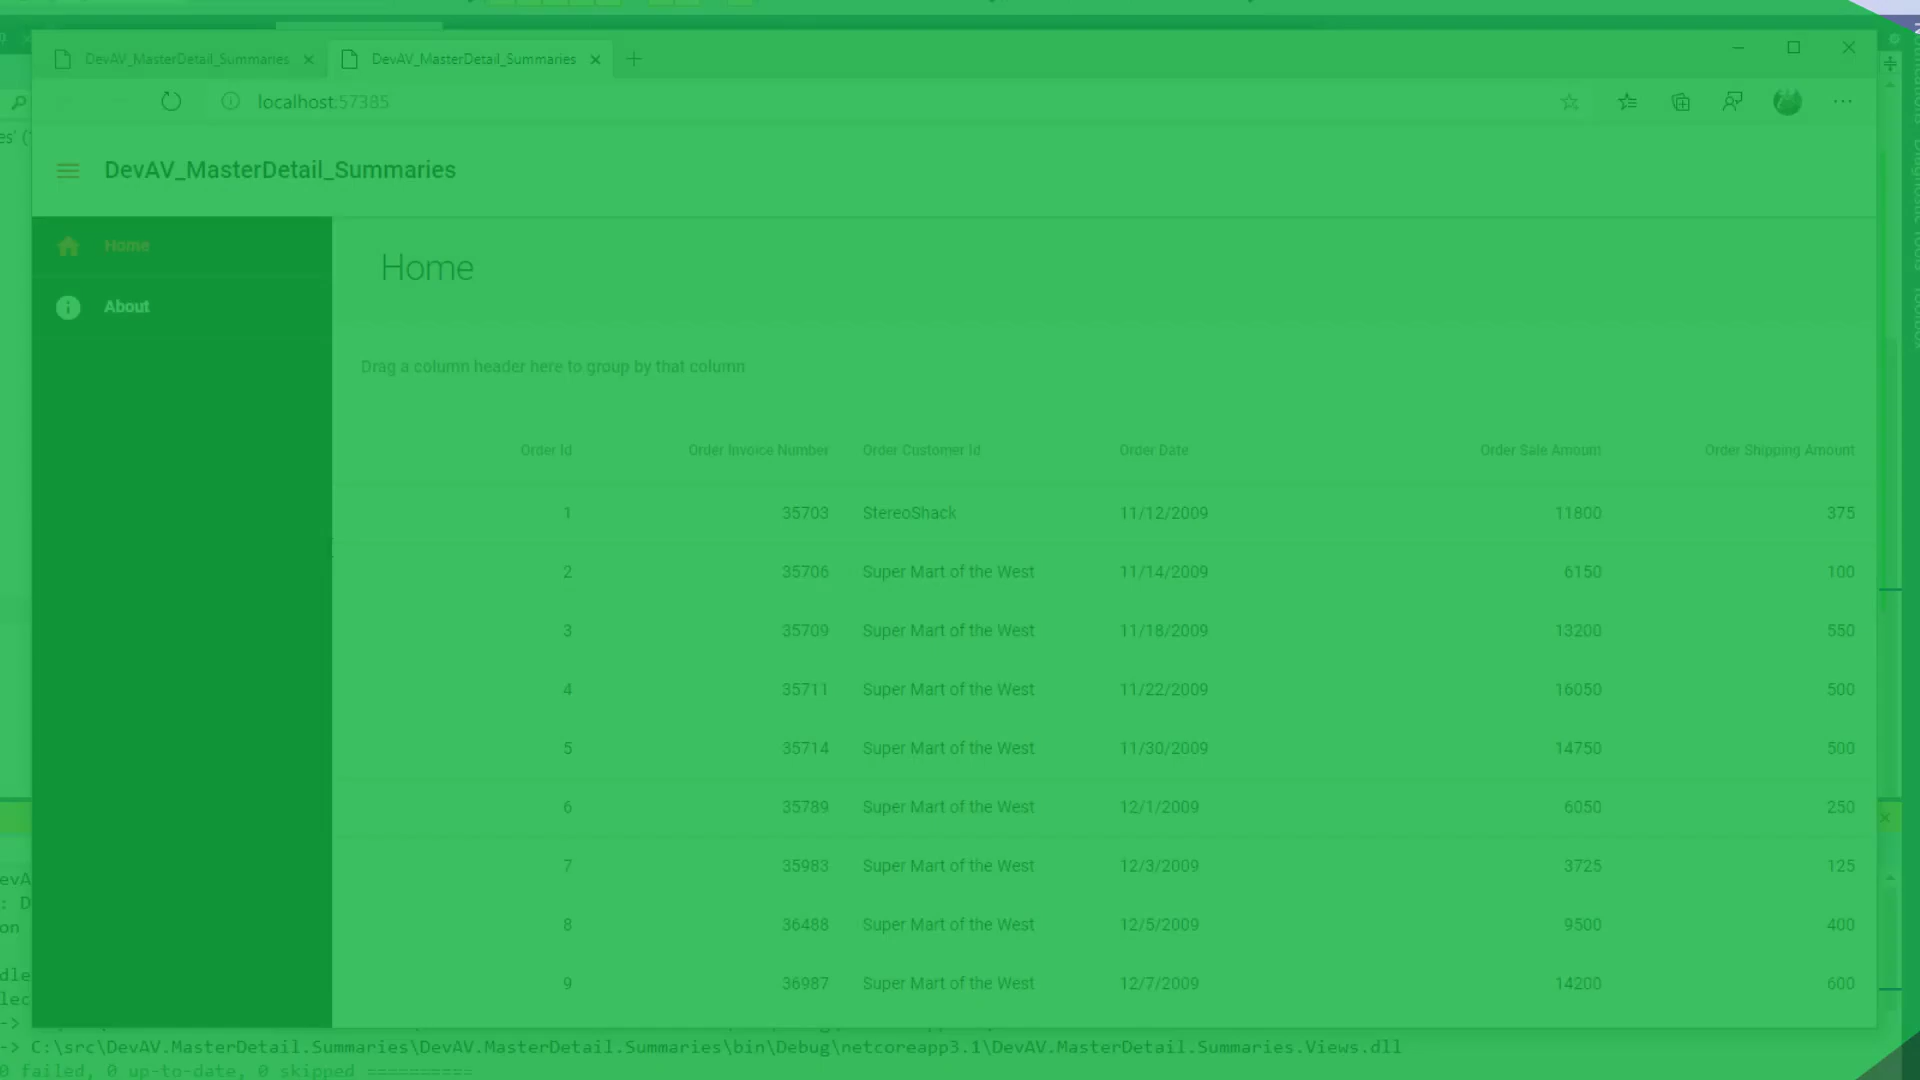 DevAV_MasterDetail_Summaries DevAV_MasterDetail_Summaries
localhost:57385
es' (
DevAV_MasterDetail_Summaries
Home
About
Home
Drag a column header here to group by that column
Order Id Order Invoice Number Order Customer Id Order Date Order Sale Amount Order Shipping Amount
1 35703 StereoShack 11/12/2009 11800 375
2 35706 Super Mart of the West 11/14/2009 6150 100
3 35709 Super Mart of the West 11/18/2009 13200 550
4 35711 Super Mart of the West 11/22/2009 16050 500
5 35714 Super Mart of the West 11/30/2009 14750 500
6 35789 Super Mart of the West 12/1/2009 6050 250
7 35983 Super Mart of the West 12/3/2009 3725 125
8 36488 Super Mart of the West 12/5/2009 9500 400
9 36987 Super Mart of the West 12/7/2009 14200 600
evA
: D
on
dle
lec
->
-> C:\src\DevAV.MasterDetail.Summaries\DevAV.MasterDetail.Summaries\bin\Debug\netcoreapp3.1\DevAV.MasterDetail.Summaries.Views.dll
0 failed, 0 up-to-date, 0 skipped ==========
Diagnostic Tools
Toolbox